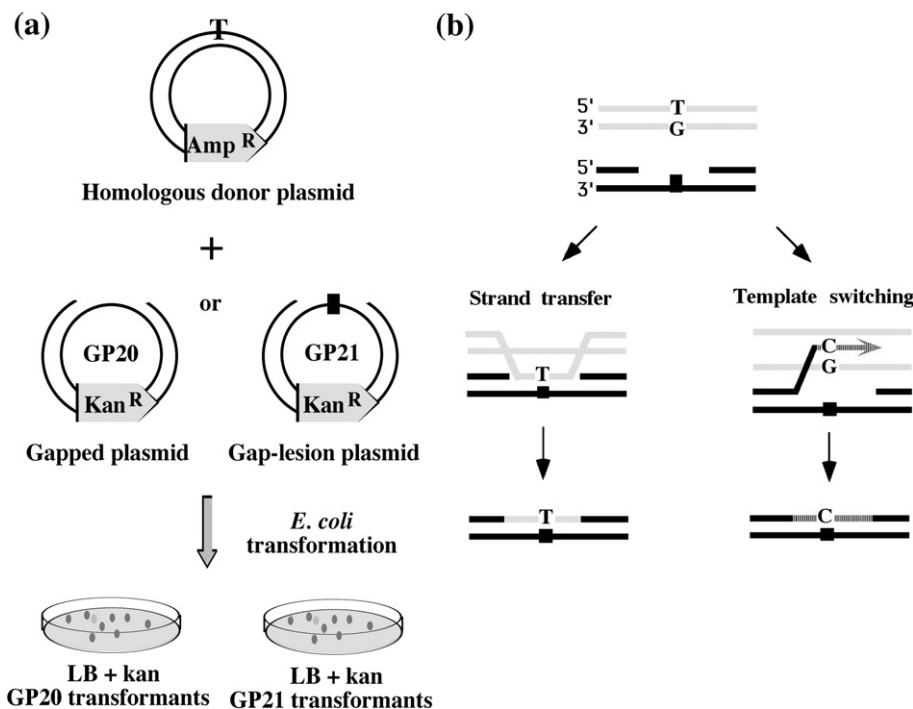 (a)
T
Amp R
Homologous donor plasmid
+
or
GP20
GP21
Kan R
Kan R
Gapped plasmid
Gap-lesion plasmid
E. coli
transformation
LB + kan
GP20 transformants
LB + kan
GP21 transformants
(b)
5' T
3' G
5'
3'
Strand transfer
Template switching
T
C
G
T
C